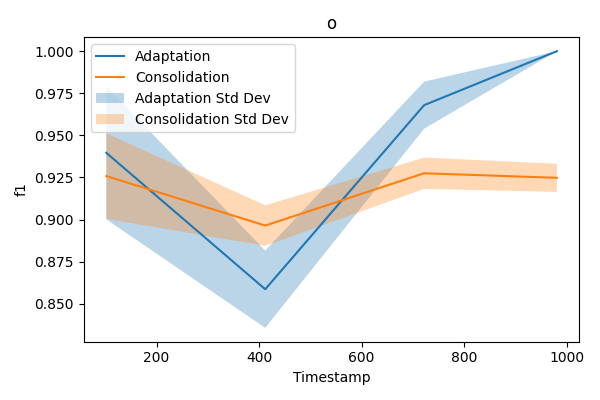 o
1.000
0.975
0.950
0.925
0.900
0.875
0.850
f1
Adaptation
Consolidation
Adaptation Std Dev
Consolidation Std Dev
200
400
600
800
1000
Timestamp